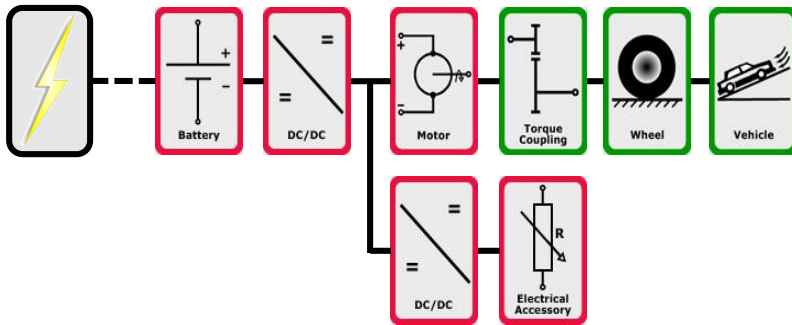 +
−
Battery
=
=
DC/DC
+
−
Motor
Torque
Coupling
Wheel
Vehicle
=
=
DC/DC
R
Electrical
Accessory